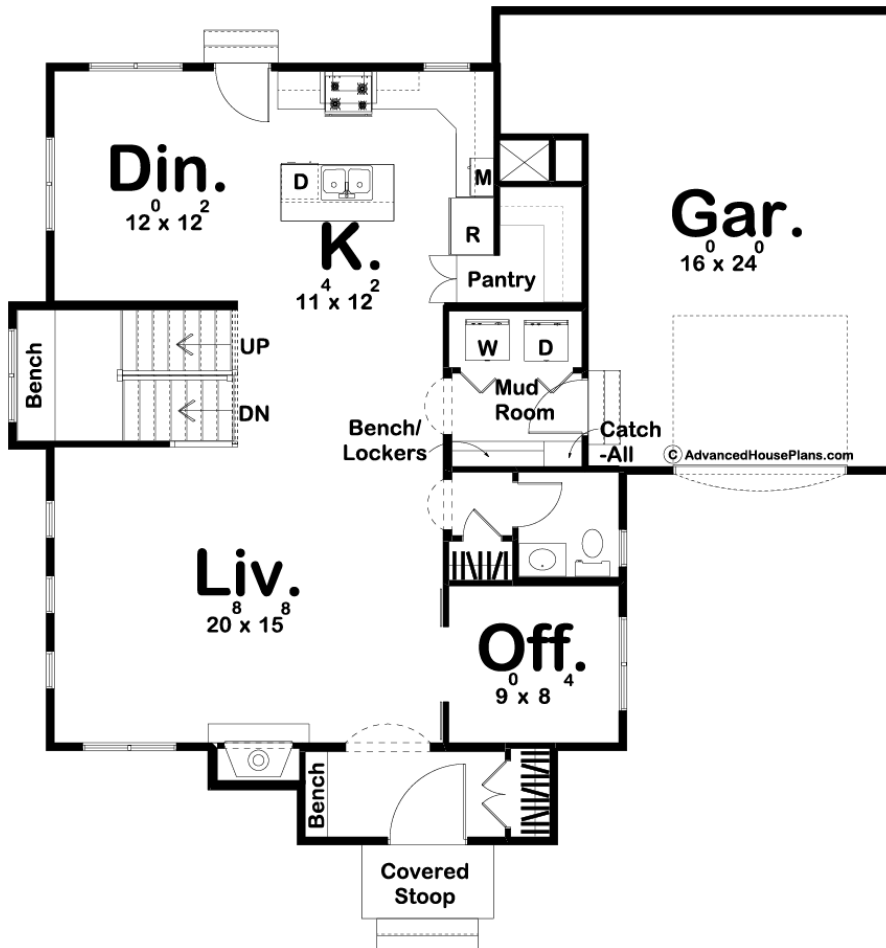 Din.
12⁰ x 12²
D
M
R
K.
11⁴ x 12²
Pantry
Gar.
16⁰ x 24⁰
Bench
UP
DN
W
D
Mud
Room
Bench/
Lockers
Catch
-All
© AdvancedHousePlans.com
Liv.
20⁸ x 15⁸
Off.
9⁰ x 8⁴
Bench
Covered
Stoop